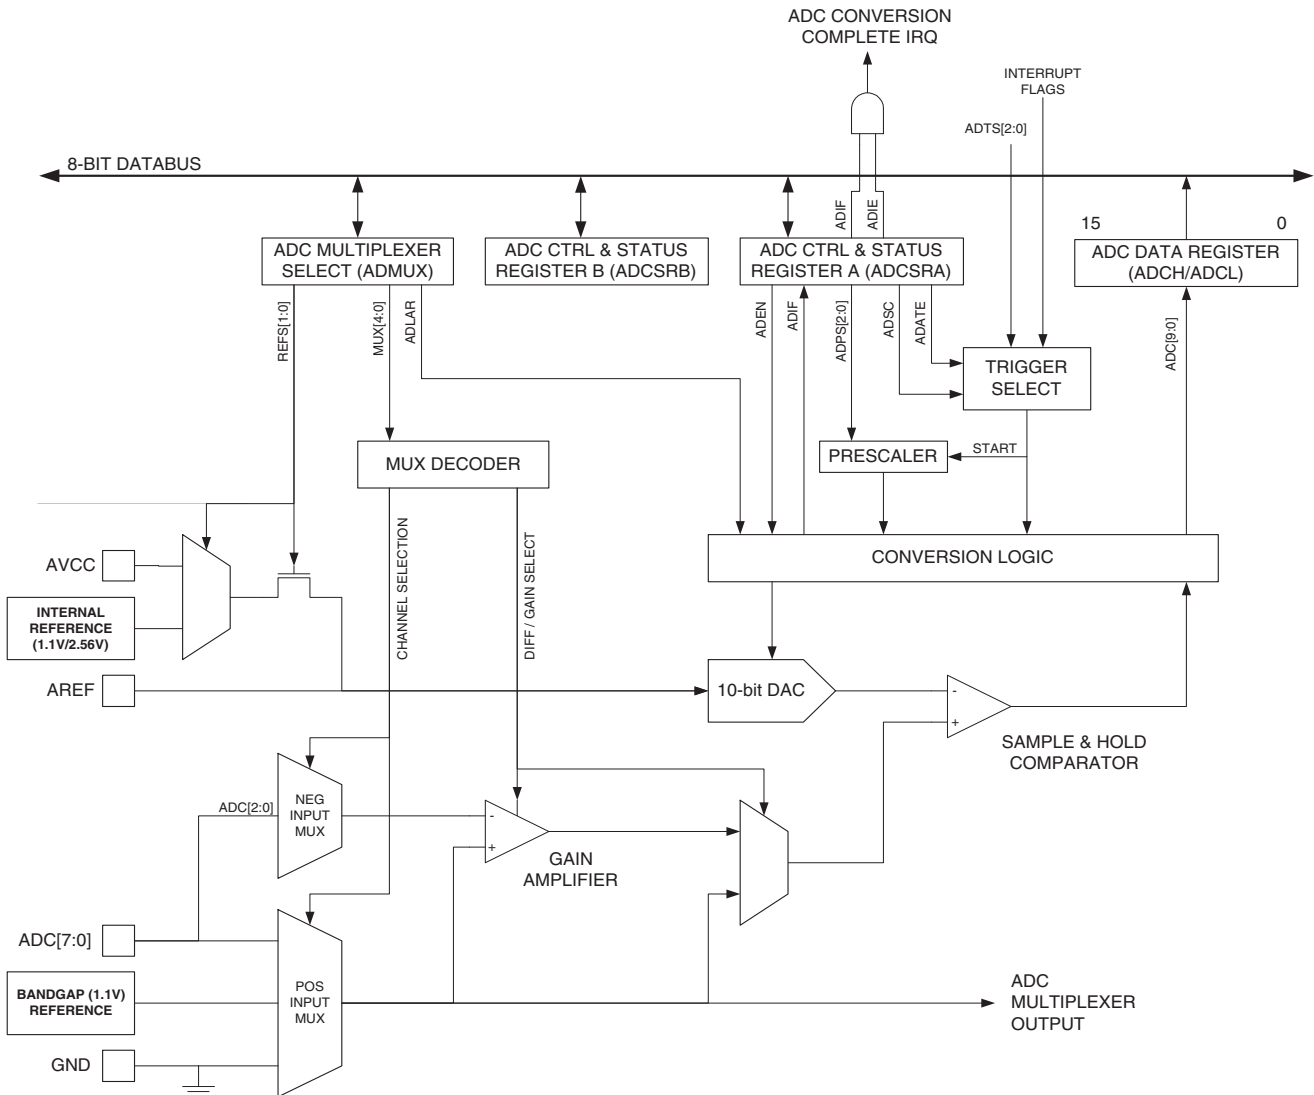 ADC CONVERSION
COMPLETE IRQ
INTERRUPT
FLAGS
ADTS[2:0]
8-BIT DATABUS
ADIF
ADIE
15
0
ADC MULTIPLEXER
SELECT (ADMUX)
ADC CTRL & STATUS
REGISTER B (ADCSRB)
ADC CTRL & STATUS
REGISTER A (ADCSRA)
ADC DATA REGISTER
(ADCH/ADCL)
REFS[1:0]
MUX[4:0]
ADLAR
ADEN
ADIF
ADPS[2:0]
ADSC
ADATE
ADC[9:0]
TRIGGER
SELECT
MUX DECODER
PRESCALER
START
CHANNEL SELECTION
DIFF / GAIN SELECT
CONVERSION LOGIC
AVCC
INTERNAL
REFERENCE
(1.1V/2.56V)
AREF
10-bit DAC
-
+
SAMPLE & HOLD
COMPARATOR
ADC[2:0]
NEG
INPUT
MUX
-
+
GAIN
AMPLIFIER
ADC[7:0]
BANDGAP (1.1V)
REFERENCE
POS
INPUT
MUX
ADC
MULTIPLEXER
OUTPUT
GND